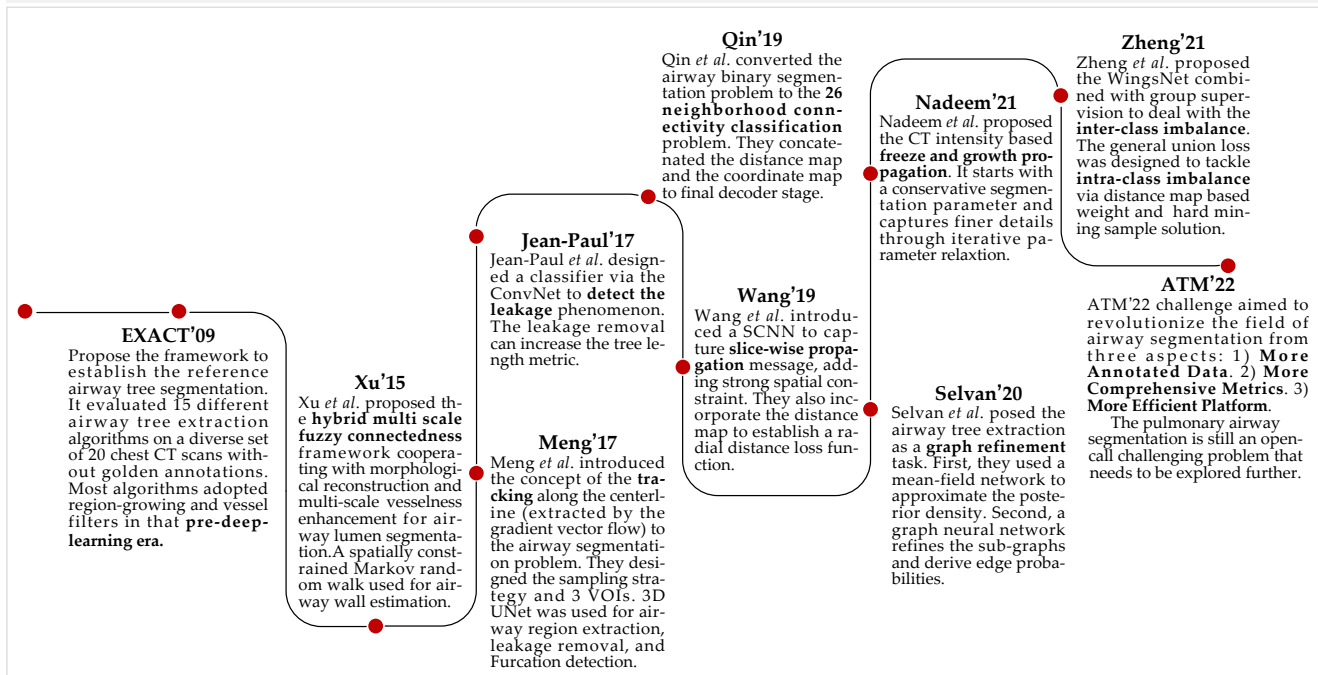 EXACT'09
Propose the framework to
establish the reference
airway tree segmentation.
It evaluated 15 different
airway tree extraction
algorithms on a diverse set
of 20 chest CT scans with-
out golden annotations.
Most algorithms adopted
region-growing and vessel
filters in that pre-deep-
learning era.
Xu'15
Xu et al. proposed th-
e hybrid multi scale
fuzzy connectedness
framework coopera-
ting with morphologi-
cal reconstruction and
multi-scale vesselness
enhancement for air-
way lumen segmenta-
tion.A spatially const-
rained Markov rand-
om walk used for air-
way wall estimation.
Jean-Paul'17
Jean-Paul et al. design-
ed a classifier via the
ConvNet to detect the
leakage phenomenon.
The leakage removal
can increase the tree le-
ngth metric.
Meng'17
Meng et al. introduced
the concept of the tra-
cking along the centerl-
ine (extracted by the
gradient vector flow) to
the airway segmentati-
on problem. They desi-
gned the sampling stra-
tegy and 3 VOIs. 3D
UNet was used for air-
way region extraction,
leakage removal, and
Furcation detection.
Qin'19
Qin et al. converted the
airway binary segmen-
tation problem to the 26
neighborhood conn-
ectivity classification
problem. They concate-
nated the distance map
and the coordinate map
to final decoder stage.
Wang'19
Wang et al. introdu-
ced a SCNN to cap-
ture slice-wise propa-
gation message, add-
ing strong spatial con-
straint. They also inc-
orporate the distance
map to establish a ra-
dial distance loss fun-
ction.
Nadeem'21
Nadeem et al. proposed
the CT intensity based
freeze and growth pro-
pagation. It starts with
a conservative segmen-
tation parameter and
captures finer details
through iterative pa-
rameter relaxtion.
Selvan'20
Selvan et al. posed the
airway tree extraction
as a graph refinement
task. First, they used a
mean-field network to
approximate the poste-
rior density. Second, a
graph neural network
refines the sub-graphs
and derive edge proba-
bilities.
Zheng'21
Zheng et al. proposed
the WingsNet combi-
ned with group super-
vision to deal with the
inter-class imbalance.
The general union loss
was designed to tackle
intra-class imbalance
via distance map based
weight and hard min-
ing sample solution.
ATM'22
ATM'22 challenge aimed to
revolutionize the field of
airway segmentation from
three aspects: 1) More
Annotated Data. 2) More
Comprehensive Metrics. 3)
More Efficient Platform.
The pulmonary airway
segmentation is still an open-
call challenging problem that
needs to be explored further.